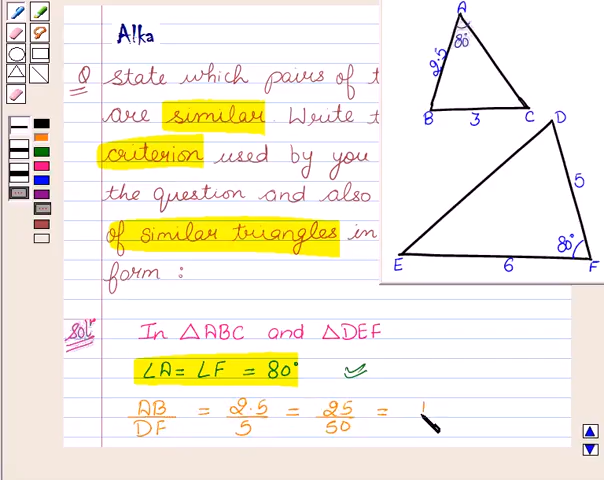 Alka
Q state which pairs of t
are similar. Write t
criterion used by you
the question and also
of similar triangles in
form :
A
80°
2.5
B 3 C
D
5
80°
E 6 F
Solⁿ In △ABC and △DEF
∠A = ∠F = 80° ✓
AB/DF = 2.5/5 = 25/50 = 1